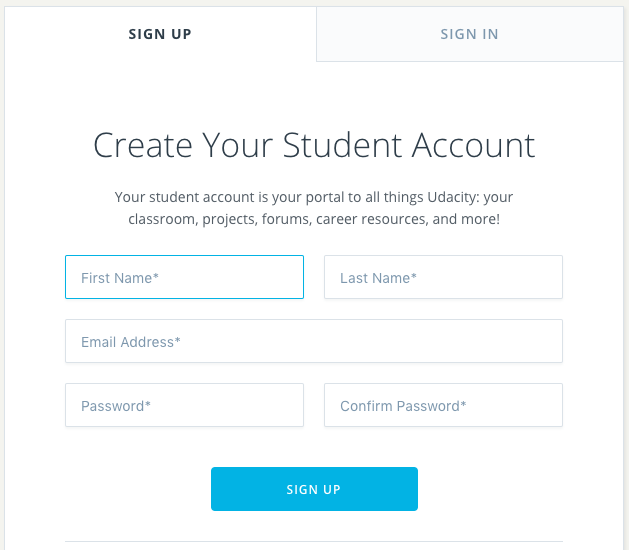 SIGN UP
SIGN IN
Create Your Student Account
Your student account is your portal to all things Udacity: your
classroom, projects, forums, career resources, and more!
First Name*
Last Name*
Email Address*
Password*
Confirm Password*
SIGN UP